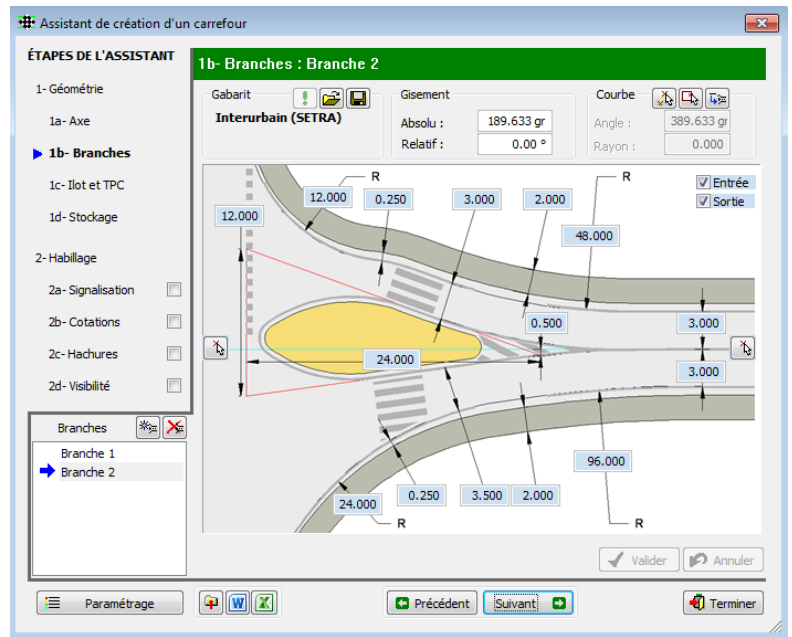 Assistant de création d'un carrefour
ÉTAPES DE L'ASSISTANT
1- Géométrie
1a- Axe
1b- Branches
1c- Ilot et TPC
1d- Stockage
2- Habillage
2a- Signalisation
2b- Cotations
2c- Hachures
2d- Visibilité
Branches
Branche 1
Branche 2
1b- Branches : Branche 2
Gabarit
Interurbain (SETRA)
Gisement
Absolu : 189.633 gr
Relatif : 0.00 °
Courbe
Angle : 389.633 gr
Rayon : 0.000
R
R
Entrée
Sortie
12.000
0.250
3.000
2.000
12.000
48.000
0.500
3.000
24.000
3.000
96.000
0.250
3.500
2.000
24.000
R
R
Valider
Annuler
Paramétrage
W
X
Précédent
Suivant
Terminer